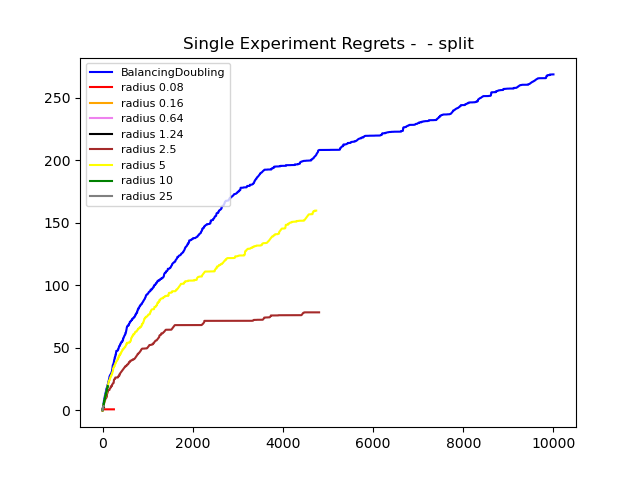 Single Experiment Regrets -  - split
BalancingDoubling
radius 0.08
radius 0.16
radius 0.64
radius 1.24
radius 2.5
radius 5
radius 10
radius 25
250
200
150
100
50
0
0 2000 4000 6000 8000 10000